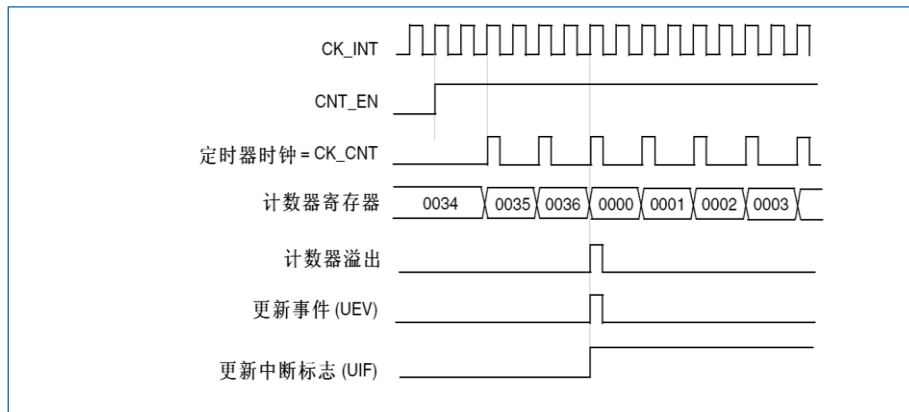 CK_INT
CNT_EN
定时器时钟 = CK_CNT
计数器寄存器 0034 0035 0036 0000 0001 0002 0003
计数器溢出
更新事件 (UEV)
更新中断标志 (UIF)